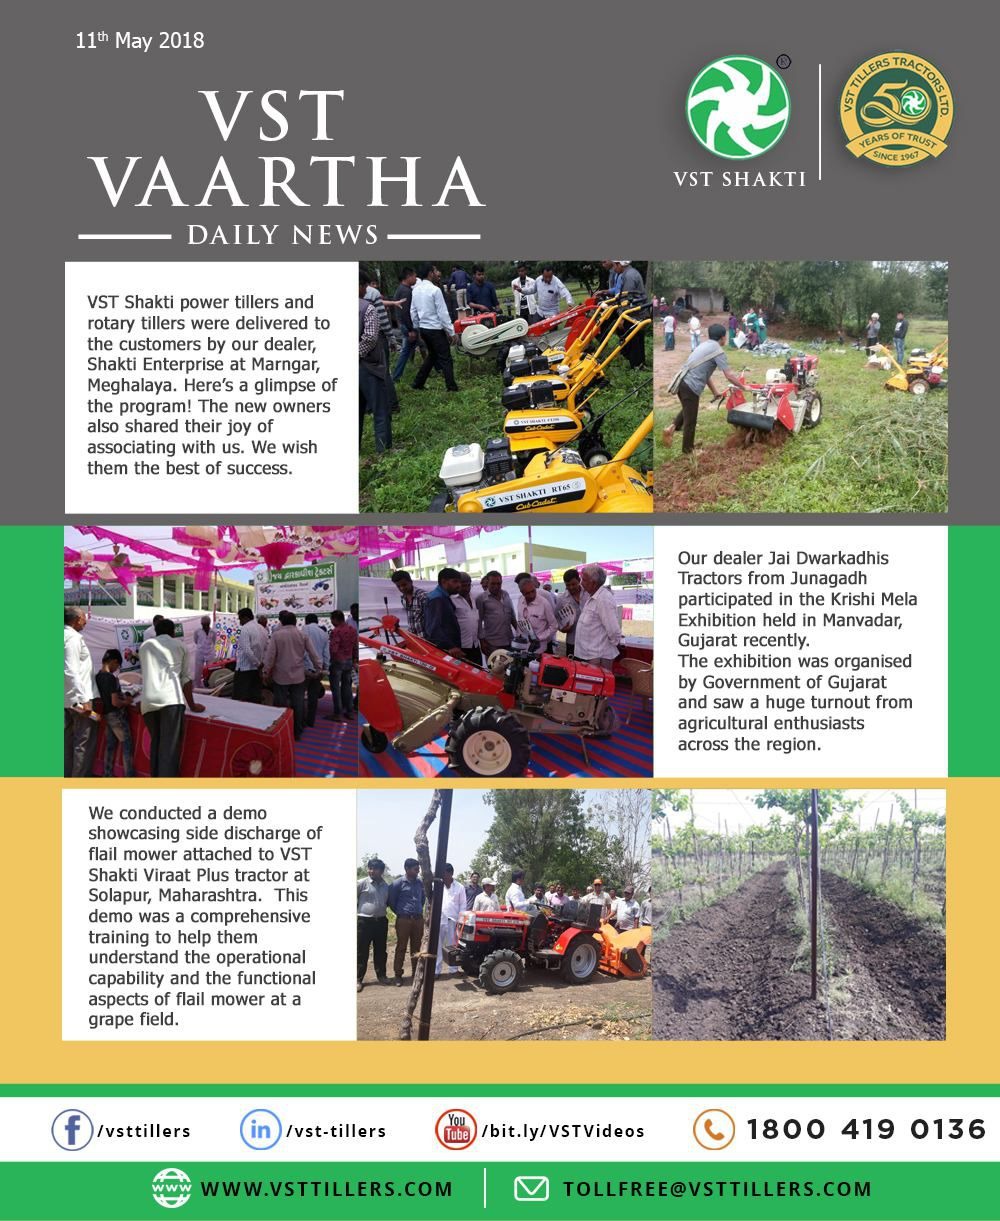 11th May 2018
VST
VAARTHA
DAILY NEWS
VST SHAKTI
VST TILLERS TRACTORS LTD.
50
YEARS OF TRUST
SINCE 1967
VST Shakti power tillers and
rotary tillers were delivered to
the customers by our dealer,
Shakti Enterprise at Marngar,
Meghalaya. Here's a glimpse of
the program! The new owners
also shared their joy of
associating with us. We wish
them the best of success.
VST SHAKTI RT65
Cub Cadet
જય દ્વારકાધીશ ટ્રેક્ટર્સ
Our dealer Jai Dwarkadhis
Tractors from Junagadh
participated in the Krishi Mela
Exhibition held in Manvadar,
Gujarat recently.
The exhibition was organised
by Government of Gujarat
and saw a huge turnout from
agricultural enthusiasts
across the region.
We conducted a demo
showcasing side discharge of
flail mower attached to VST
Shakti Viraat Plus tractor at
Solapur, Maharashtra. This
demo was a comprehensive
training to help them
understand the operational
capability and the functional
aspects of flail mower at a
grape field.
/vsttillers
/vst-tillers
You Tube
/bit.ly/VSTVideos
1800 419 0136
www
WWW.VSTTILLERS.COM
TOLLFREE@VSTTILLERS.COM